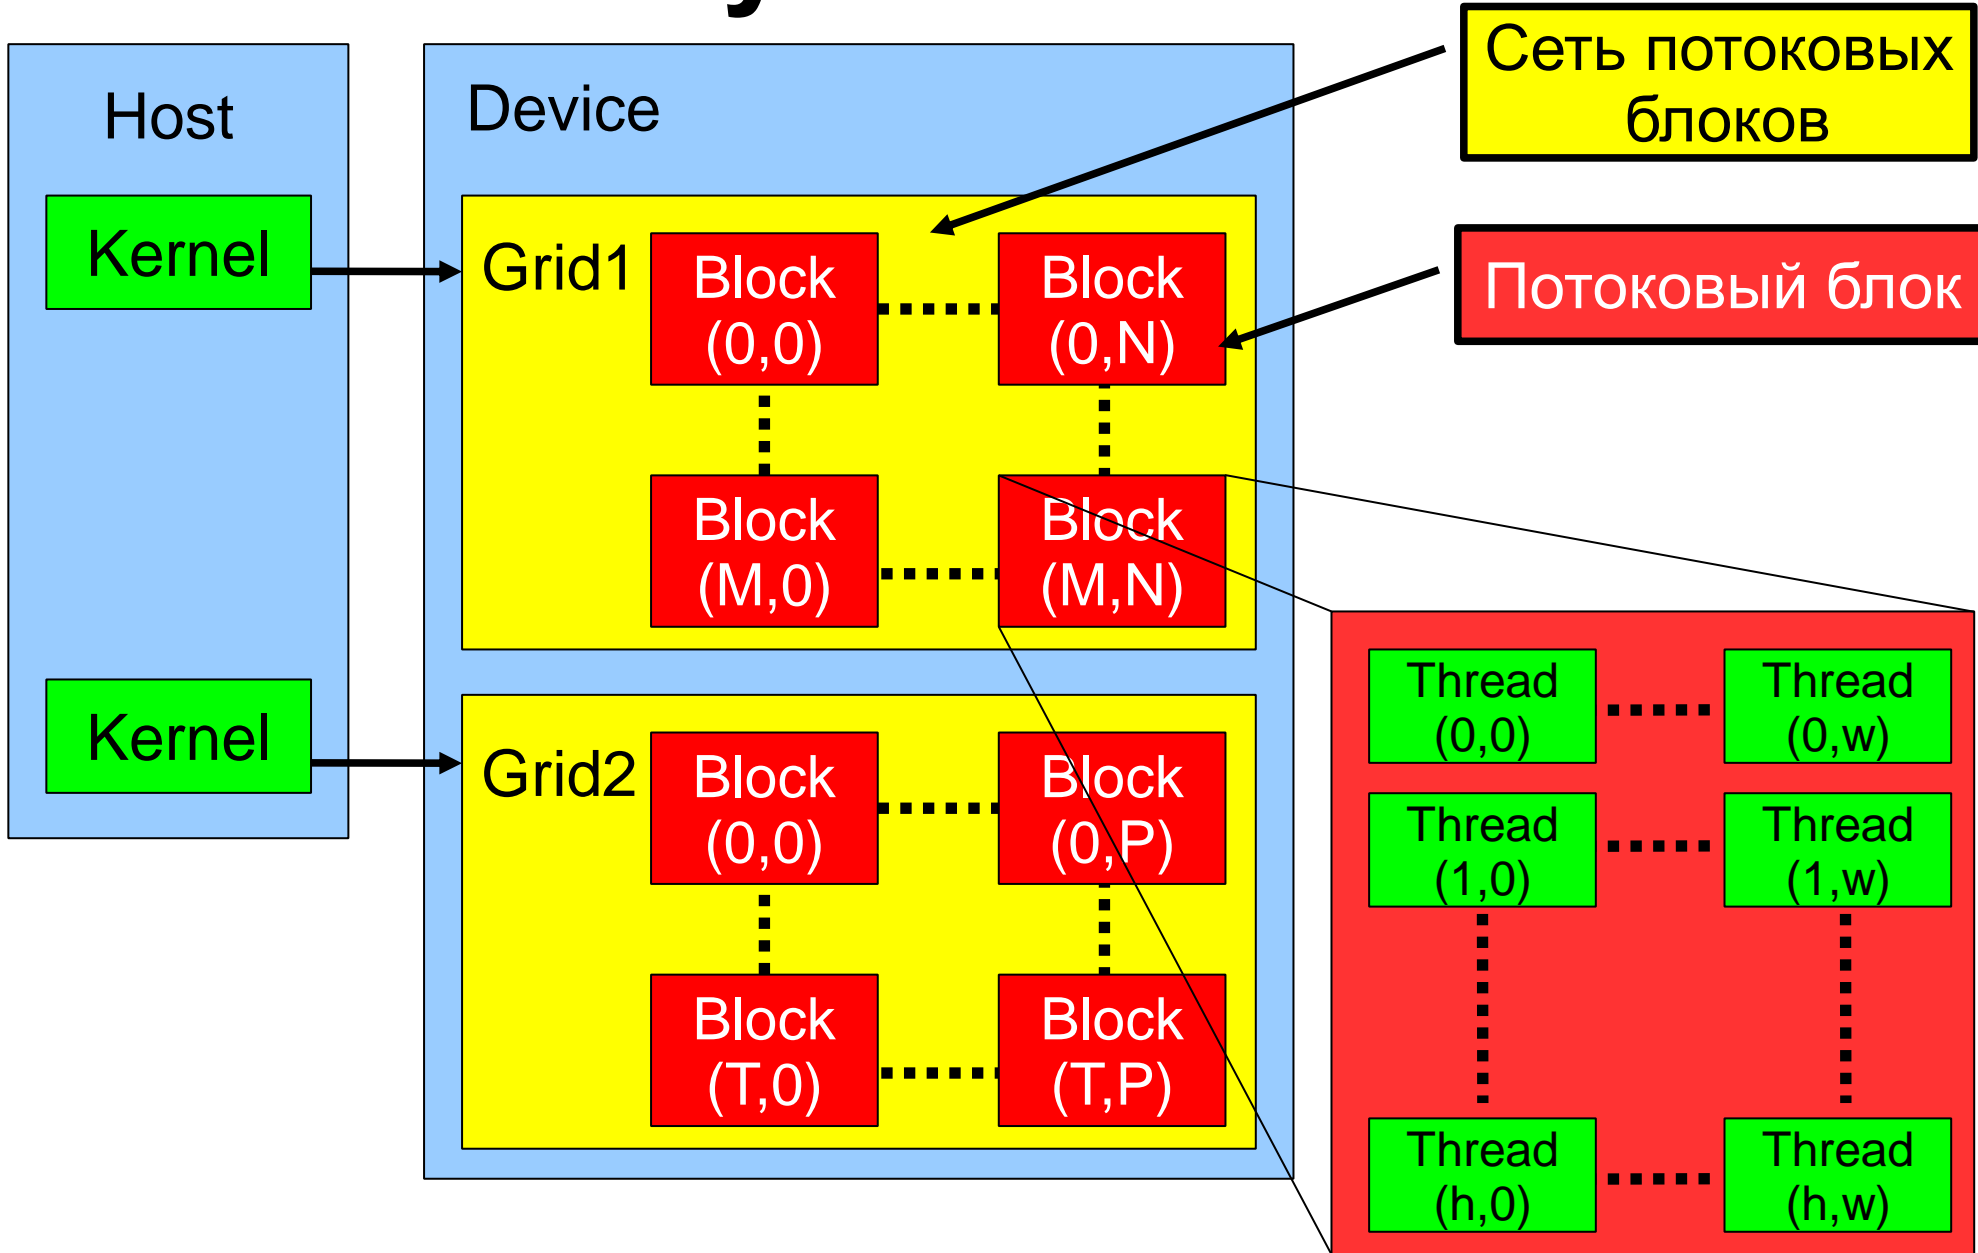 Host
Kernel
Kernel
Device
Grid1
Block
(0,0)
Block
(0,N)
Block
(M,0)
Block
(M,N)
Grid2
Block
(0,0)
Block
(0,P)
Block
(T,0)
Block
(T,P)
Сеть потоковых
блоков
Потоковый блок
Thread
(0,0)
Thread
(0,w)
Thread
(1,0)
Thread
(1,w)
Thread
(h,0)
Thread
(h,w)